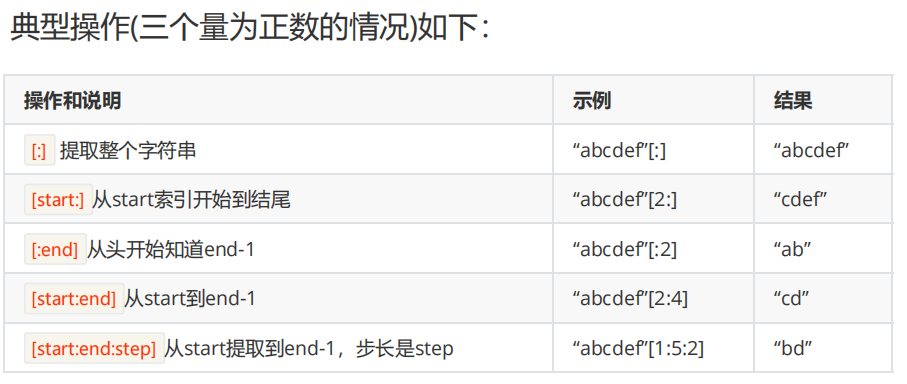 典型操作(三个量为正数的情况)如下：
操作和说明 示例 结果
[:] 提取整个字符串 “abcdef”[:] “abcdef”
[start:] 从start索引开始到结尾 “abcdef”[2:] “cdef”
[:end] 从头开始知道end-1 “abcdef”[:2] “ab”
[start:end] 从start到end-1 “abcdef”[2:4] “cd”
[start:end:step] 从start提取到end-1，步长是step “abcdef”[1:5:2] “bd”